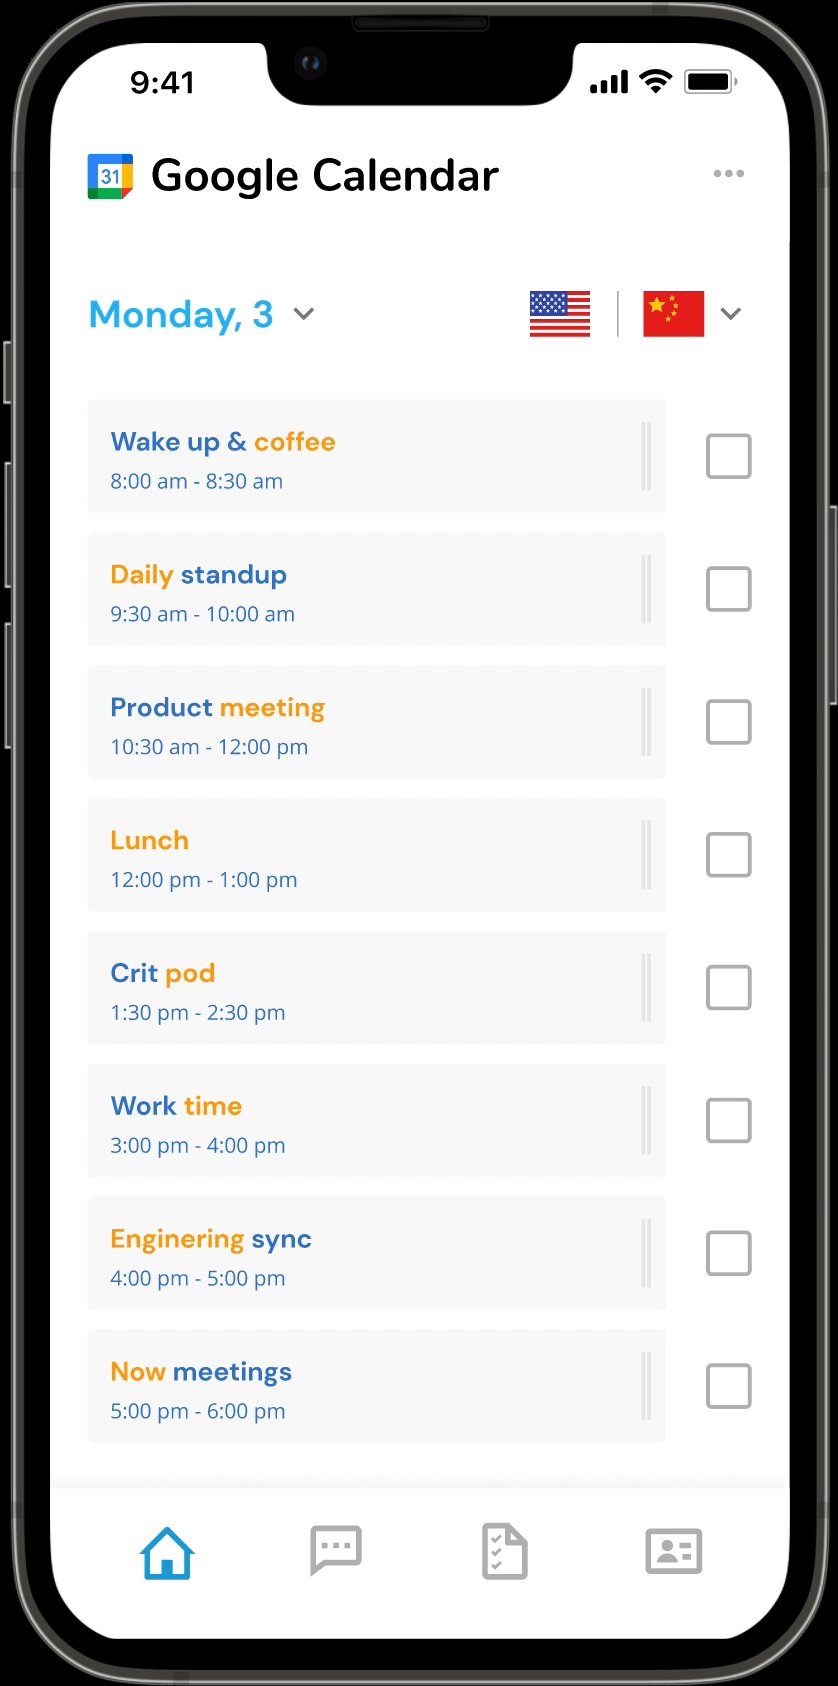 9:41
31 Google Calendar
Monday, 3
Wake up & coffee
8:00 am - 8:30 am
Daily standup
9:30 am - 10:00 am
Product meeting
10:30 am - 12:00 pm
Lunch
12:00 pm - 1:00 pm
Crit pod
1:30 pm - 2:30 pm
Work time
3:00 pm - 4:00 pm
Enginering sync
4:00 pm - 5:00 pm
Now meetings
5:00 pm - 6:00 pm